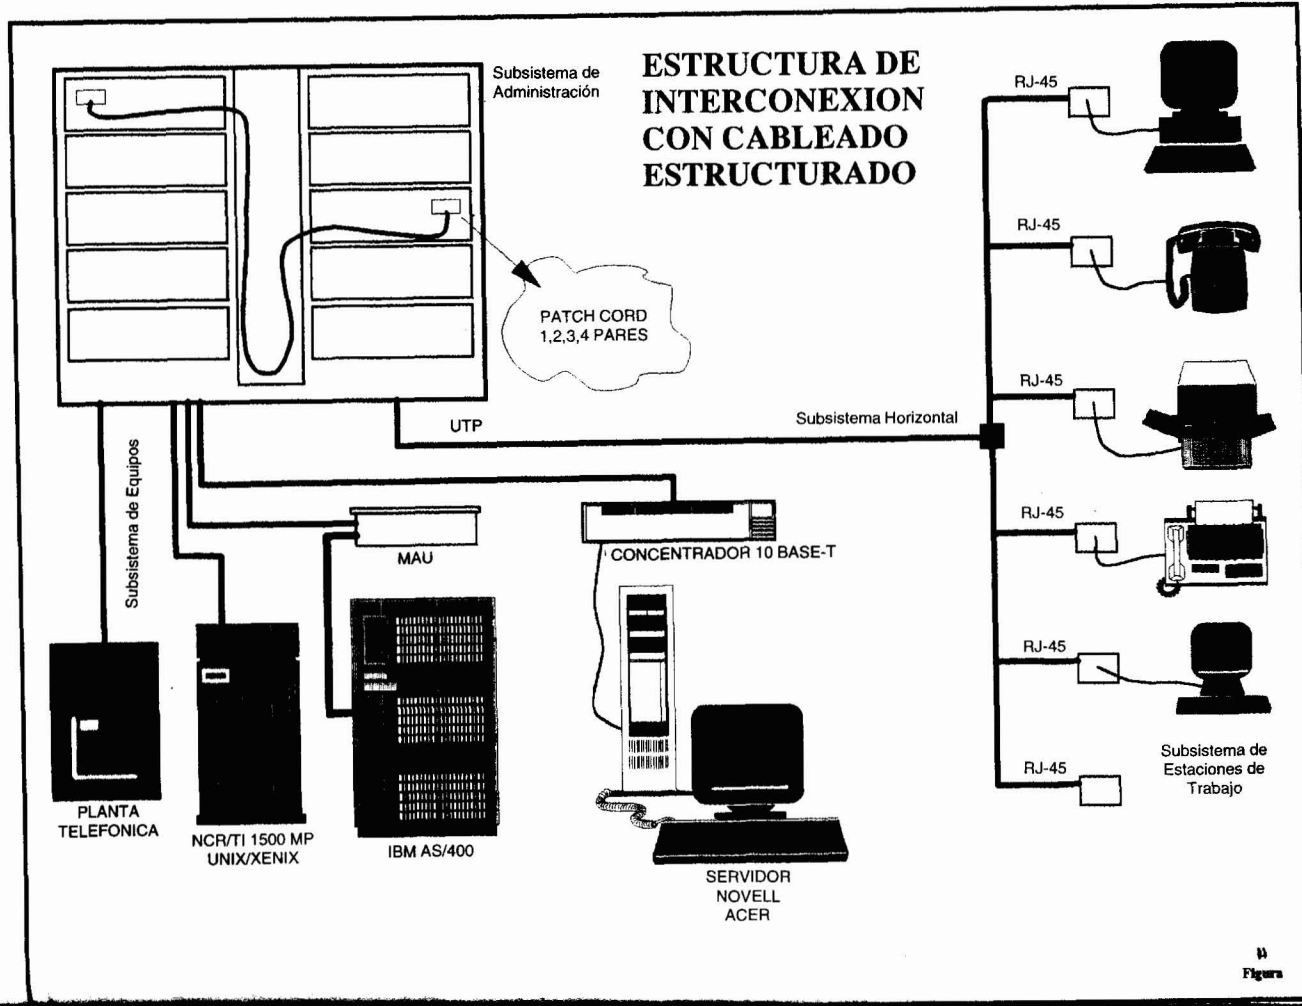 Subsistema de
Administración
ESTRUCTURA DE
INTERCONEXION
CON CABLEADO
ESTRUCTURADO
RJ-45
RJ-45
PATCH CORD
1,2,3,4 PARES
RJ-45
UTP
Subsistema Horizontal
Subsistema de Equipos
RJ-45
MAU
CONCENTRADOR 10 BASE-T
RJ-45
Subsistema de
Estaciones de
Trabajo
RJ-45
PLANTA
TELEFONICA
NCR/TI 1500 MP
UNIX/XENIX
IBM AS/400
SERVIDOR
NOVELL
ACER
Figura